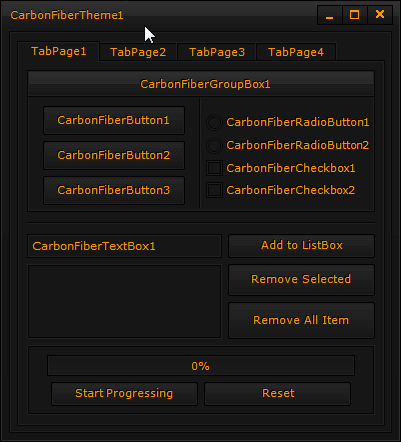 CarbonFiberTheme1
TabPage1 TabPage2 TabPage3 TabPage4
CarbonFiberGroupBox1
CarbonFiberButton1
CarbonFiberButton2
CarbonFiberButton3
CarbonFiberRadioButton1
CarbonFiberRadioButton2
CarbonFiberCheckbox1
CarbonFiberCheckbox2
CarbonFiberTextBox1
Add to ListBox
Remove Selected
Remove All Item
0%
Start Progressing
Reset